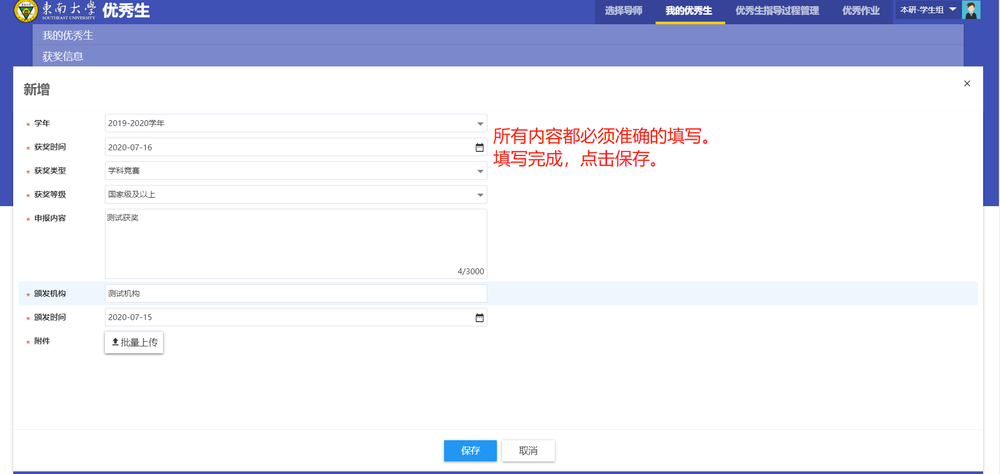 東南大學
SOUTHEAST UNIVERSITY
优秀生
选择导师 我的优秀生 优秀生指导过程管理 优秀作业 本研-学生组
我的优秀生
获奖信息
新增
* 学年 2019-2020学年
* 获奖时间 2020-07-16
* 获奖类型 学科竞赛
* 获奖等级 国家级及以上
* 申报内容 测试获奖
4/3000
* 颁发机构 测试机构
* 颁发时间 2020-07-15
* 附件 批量上传
所有内容都必须准确的填写。
填写完成，点击保存。
保存 取消